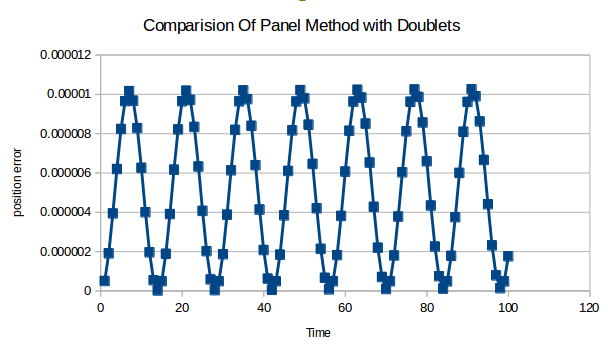 Comparision Of Panel Method with Doublets
0.000012
0.00001
0.000008
0.000006
0.000004
0.000002
0
position error
0 20 40 60 80 100 120
Time